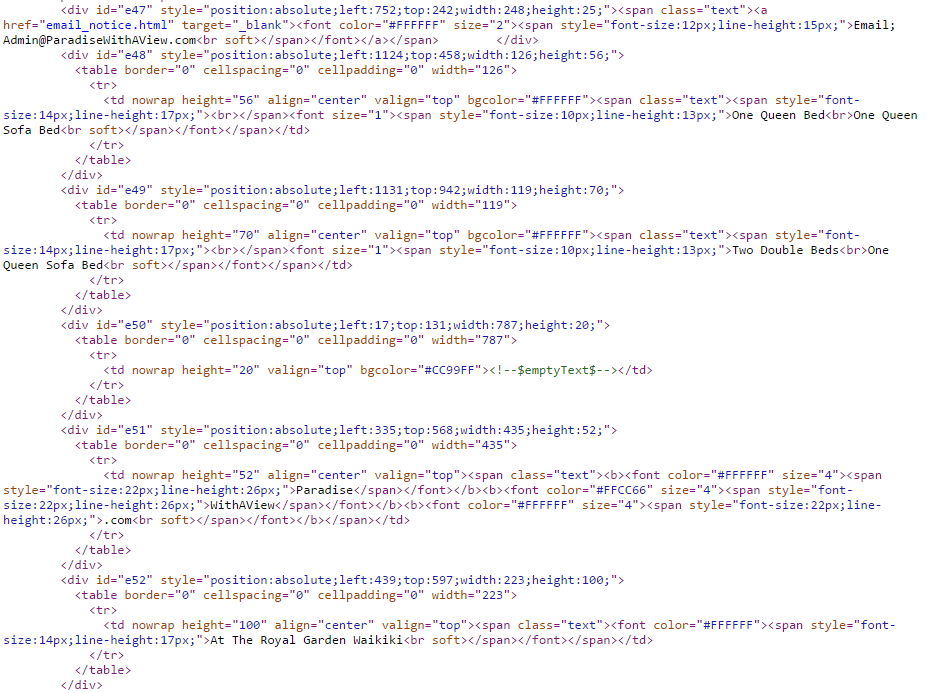 <div id="e47" style="position:absolute;left:752;top:242;width:248;height:25;"><span class="text"><a
href="email_notice.html" target="_blank"><font color="#FFFFFF" size="2"><span style="font-size:12px;line-height:15px;">Email;
Admin@ParadiseWithAView.com<br soft></span></font></a></span>        </div>
<div id="e48" style="position:absolute;left:1124;top:458;width:126;height:56;">
<table border="0" cellspacing="0" cellpadding="0" width="126">
<tr>
<td nowrap height="56" align="center" valign="top" bgcolor="#FFFFFF"><span class="text"><span style="font-
size:14px;line-height:17px;"><br></span><font size="1"><span style="font-size:10px;line-height:13px;">One Queen Bed<br>One Queen
Sofa Bed<br soft></span></font></span></td>
</tr>
</table>
</div>
<div id="e49" style="position:absolute;left:1131;top:942;width:119;height:70;">
<table border="0" cellspacing="0" cellpadding="0" width="119">
<tr>
<td nowrap height="70" align="center" valign="top" bgcolor="#FFFFFF"><span class="text"><span style="font-
size:14px;line-height:17px;"><br></span><font size="1"><span style="font-size:10px;line-height:13px;">Two Double Beds<br>One
Queen Sofa Bed<br soft></span></font></span></td>
</tr>
</table>
</div>
<div id="e50" style="position:absolute;left:17;top:131;width:787;height:20;">
<table border="0" cellspacing="0" cellpadding="0" width="787">
<tr>
<td nowrap height="20" valign="top" bgcolor="#CC99FF"><!--$emptyText$--></td>
</tr>
</table>
</div>
<div id="e51" style="position:absolute;left:335;top:568;width:435;height:52;">
<table border="0" cellspacing="0" cellpadding="0" width="435">
<tr>
<td nowrap height="52" align="center" valign="top"><span class="text"><b><font color="#FFFFFF" size="4"><span
style="font-size:22px;line-height:26px;">Paradise</span></font></b><b><font color="#FFCC66" size="4"><span style="font-
size:22px;line-height:26px;">WithAView</span></font></b><b><font color="#FFFFFF" size="4"><span style="font-size:22px;line-
height:26px;">.com<br soft></span></font></b></span></td>
</tr>
</table>
</div>
<div id="e52" style="position:absolute;left:439;top:597;width:223;height:100;">
<table border="0" cellspacing="0" cellpadding="0" width="223">
<tr>
<td nowrap height="100" align="center" valign="top"><span class="text"><font color="#FFFFFF"><span style="font-
size:14px;line-height:17px;">At The Royal Garden Waikiki<br soft></span></font></span></td>
</tr>
</table>
</div>